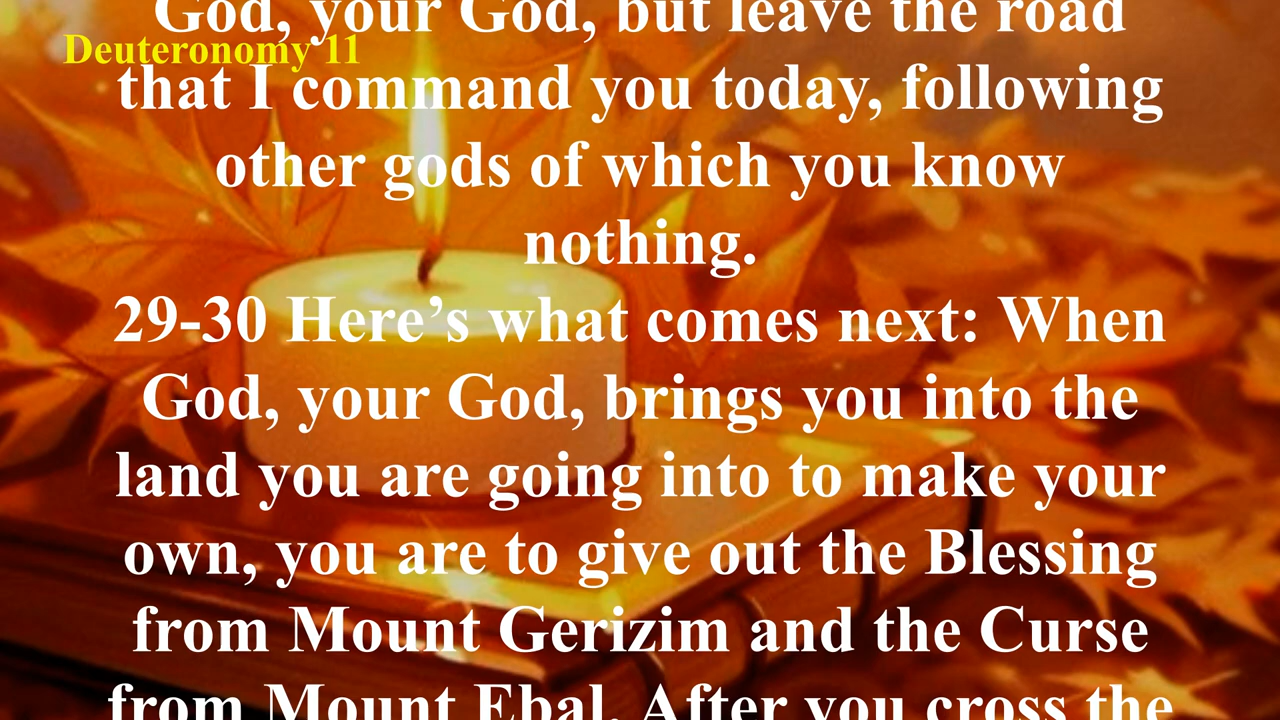 God, your God, but leave the road
Deuteronomy 11
that I command you today, following
other gods of which you know
nothing.
29-30 Here’s what comes next: When
God, your God, brings you into the
land you are going into to make your
own, you are to give out the Blessing
from Mount Gerizim and the Curse
from Mount Ebal. After you cross the